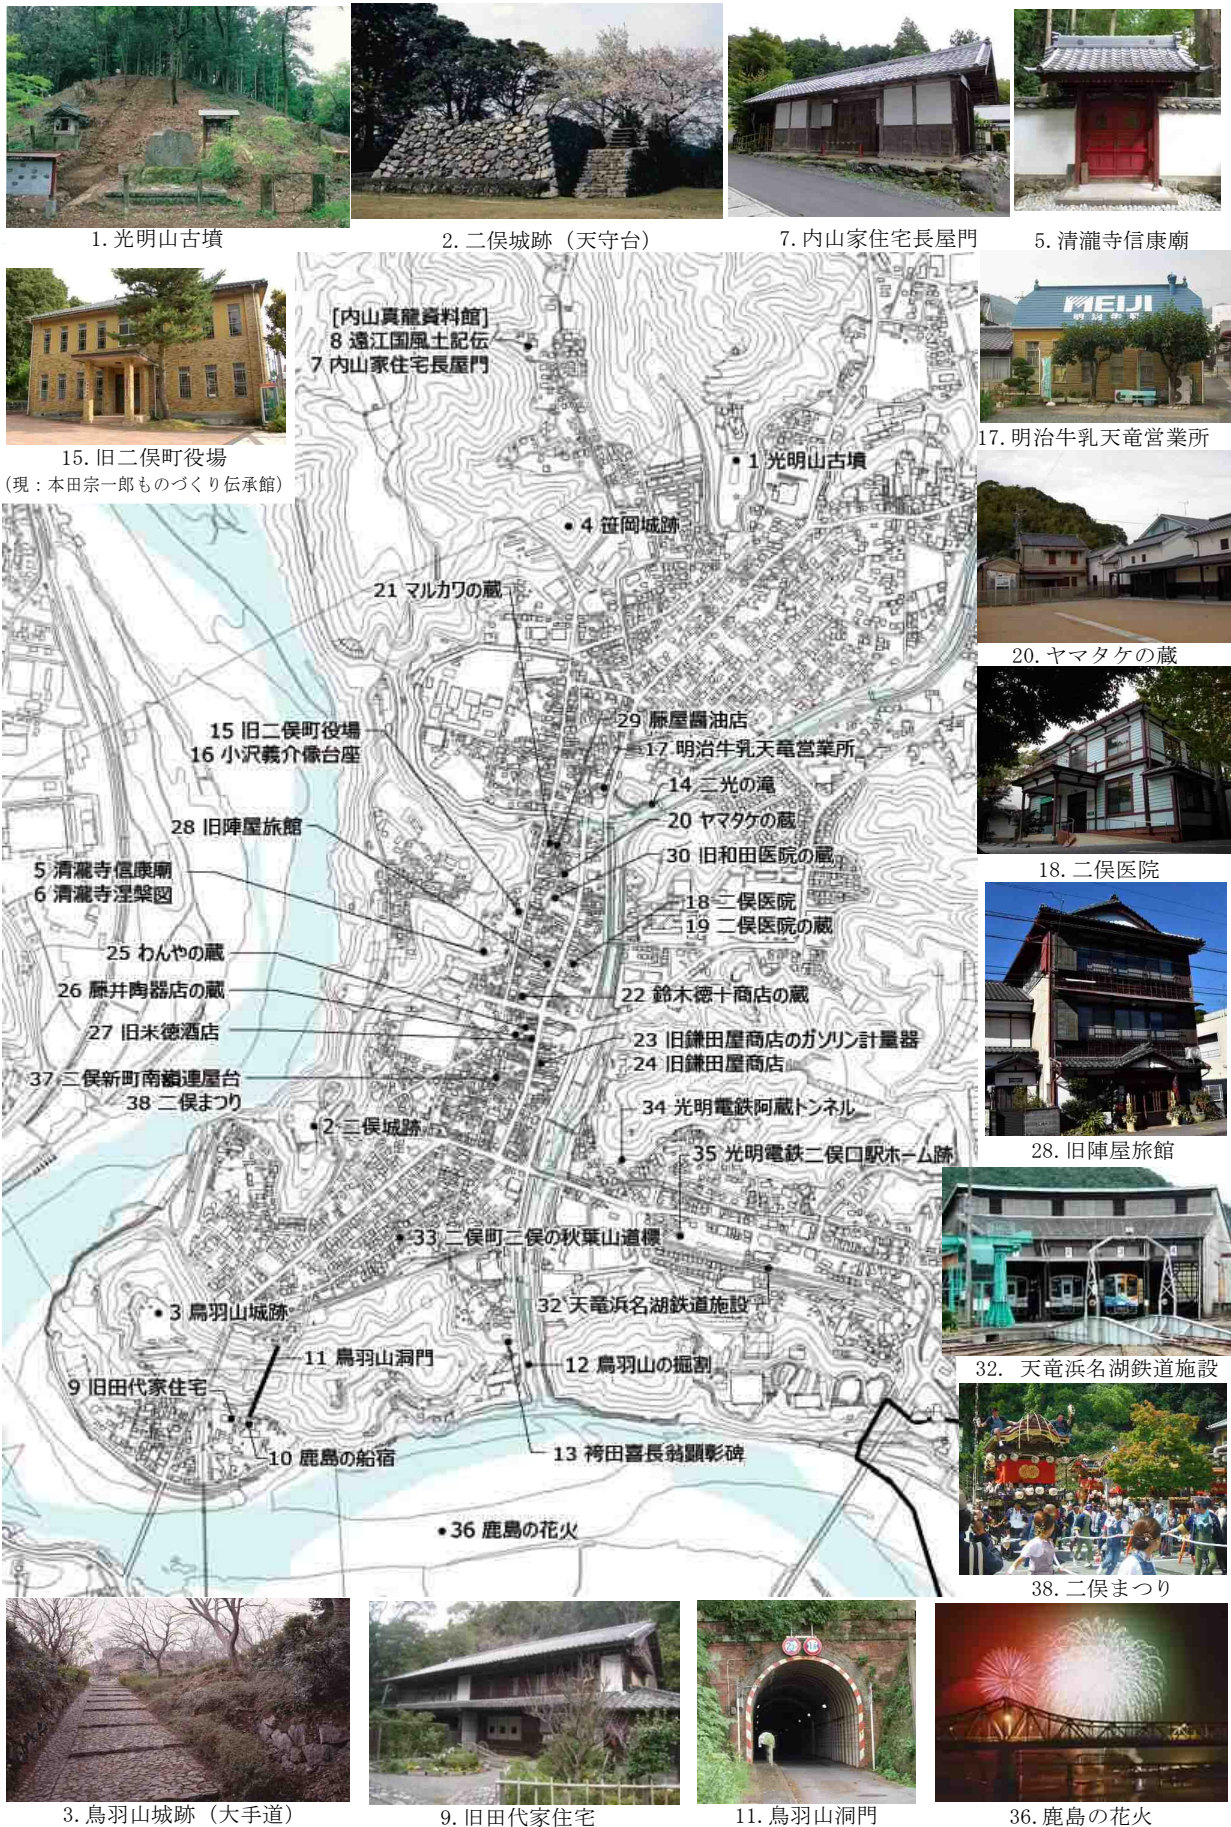 1.光明山古墳
2.二俣城跡（天守台）
7.内山家住宅長屋門
5.清瀧寺信康廟
15.旧二俣町役場
（現：本田宗一郎ものづくり伝承館）
[内山真龍資料館]
8 遠江国風土記伝
7 内山家住宅長屋門
MEIJI
明治牛乳
17.明治牛乳天竜営業所
1 光明山古墳
4 笹岡城跡
21 マルカワの蔵
20.ヤマタケの蔵
29 藤屋醤油店
15 旧二俣町役場
16 小沢義介像台座
17 明治牛乳天竜営業所
14 二光の滝
28 旧陣屋旅館
20 ヤマタケの蔵
30 旧和田医院の蔵
5 清瀧寺信康廟
6 清瀧寺涅槃図
18 二俣医院
19 二俣医院の蔵
18.二俣医院
25 わんやの蔵
26 藤井陶器店の蔵
22 鈴木徳十商店の蔵
27 旧米徳酒店
23 旧鎌田屋商店のガソリン計量器
24 旧鎌田屋商店
37 二俣新町南嶺連屋台
38 二俣まつり
34 光明電鉄阿蔵トンネル
2 二俣城跡
35 光明電鉄二俣口駅ホーム跡
28.旧陣屋旅館
33 二俣町二俣の秋葉山道標
32 天竜浜名湖鉄道施設
3 鳥羽山城跡
11 鳥羽山洞門
12 鳥羽山の掘割
32. 天竜浜名湖鉄道施設
9 旧田代家住宅
10 鹿島の船宿
13 袴田喜長翁顕彰碑
36 鹿島の花火
38.二俣まつり
3.鳥羽山城跡（大手道）
9.旧田代家住宅
11.鳥羽山洞門
36.鹿島の花火